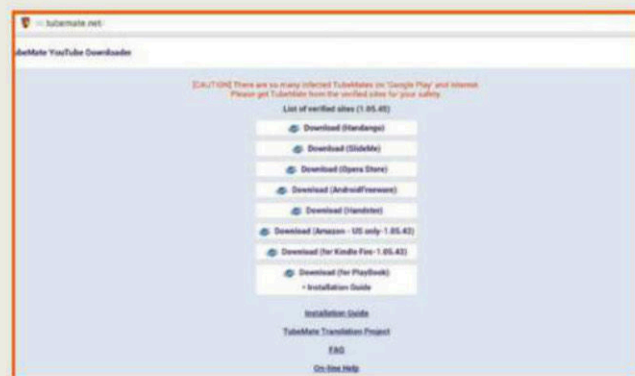 tubemate.net
ubeMate YouTube Downloader
[CAUTION] There are so many infected TubeMates on 'Google Play' and Internet.
Please get TubeMate from the verified sites for your safety.
List of verified sites (1.05.45)
Download (Handango)
Download (SlideMe)
Download (Opera Store)
Download (AndroidFreeware)
Download (Handster)
Download (Amazon - US only-1.05.42)
Download (for Kindle Fire-1.05.42)
Download (for PlayBook)
• Installation Guide
Installation Guide
TubeMate Translation Project
FAQ
On-line Help